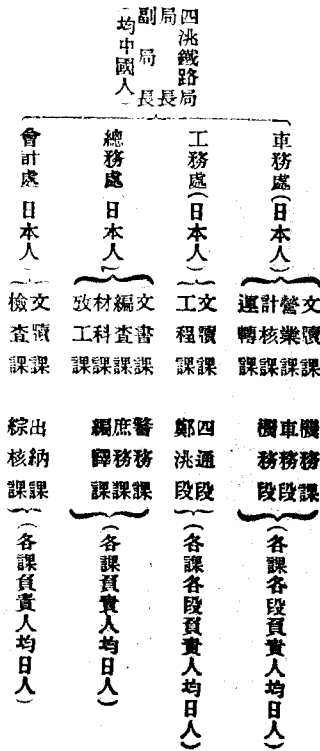 四洮鐵路局
局長
副局長
(均中國人)
車務處(日本人)
文牘課
營業課
計核課
運轉課
機務課
車務段
機務段
(各課各段負責人均日人)
工務處(日本人)
文牘課
工程課
四通段
鄭洮段
(各課各段負責人均日人)
總務處(日本人)
文書課
編查課
材料課
攷工課
警務課
庶務課
編譯課
(各課負責人均日人)
會計處(日本人)
文牘課
檢查課
出納課
綜核課
(各課負責人均日人)